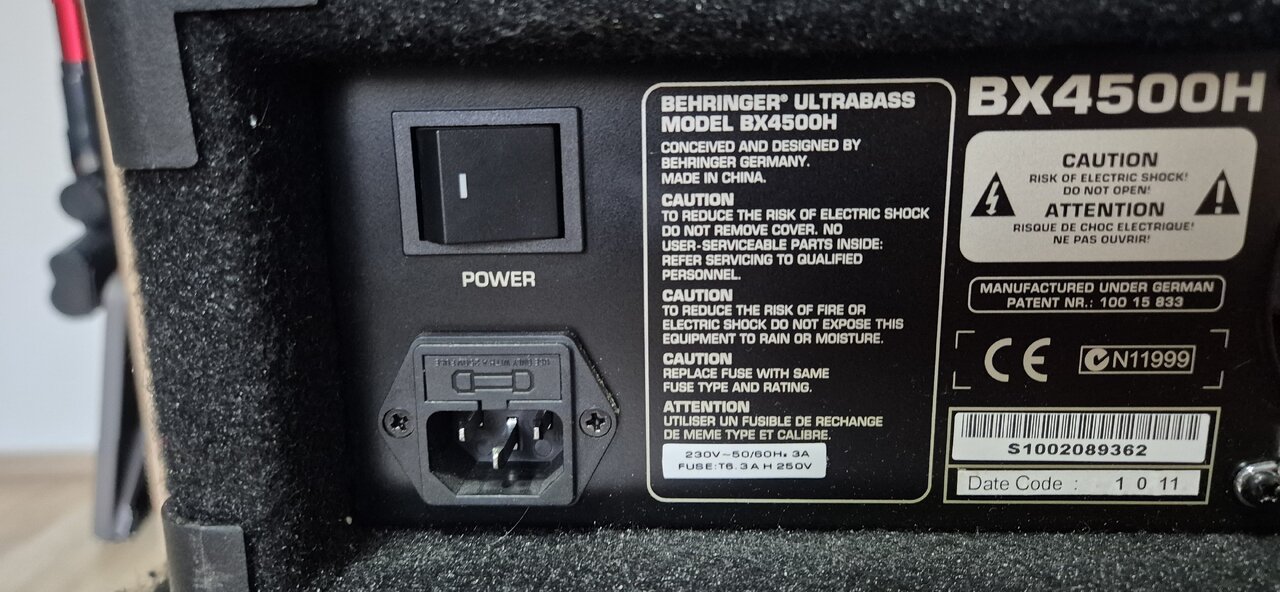 POWER
BEHRINGER® ULTRABASS
MODEL BX4500H
CONCEIVED AND DESIGNED BY
BEHRINGER GERMANY.
MADE IN CHINA.
CAUTION
TO REDUCE THE RISK OF ELECTRIC SHOCK
DO NOT REMOVE COVER. NO
USER-SERVICEABLE PARTS INSIDE:
REFER SERVICING TO QUALIFIED
PERSONNEL.
CAUTION
TO REDUCE THE RISK OF FIRE OR
ELECTRIC SHOCK DO NOT EXPOSE THIS
EQUIPMENT TO RAIN OR MOISTURE.
CAUTION
REPLACE FUSE WITH SAME
FUSE TYPE AND RATING.
ATTENTION
UTILISER UN FUSIBLE DE RECHANGE
DE MEME TYPE ET CALIBRE.
230V~50/60Hz 3A
FUSE:T6.3 A H 250V
BX4500H
CAUTION
RISK OF ELECTRIC SHOCK!
DO NOT OPEN!
ATTENTION
RISQUE DE CHOC ELECTRIQUE!
NE PAS OUVRIR!
MANUFACTURED UNDER GERMAN
PATENT NR.: 100 15 833
CE
N11999
S1002089362
Date Code : 1 0 11